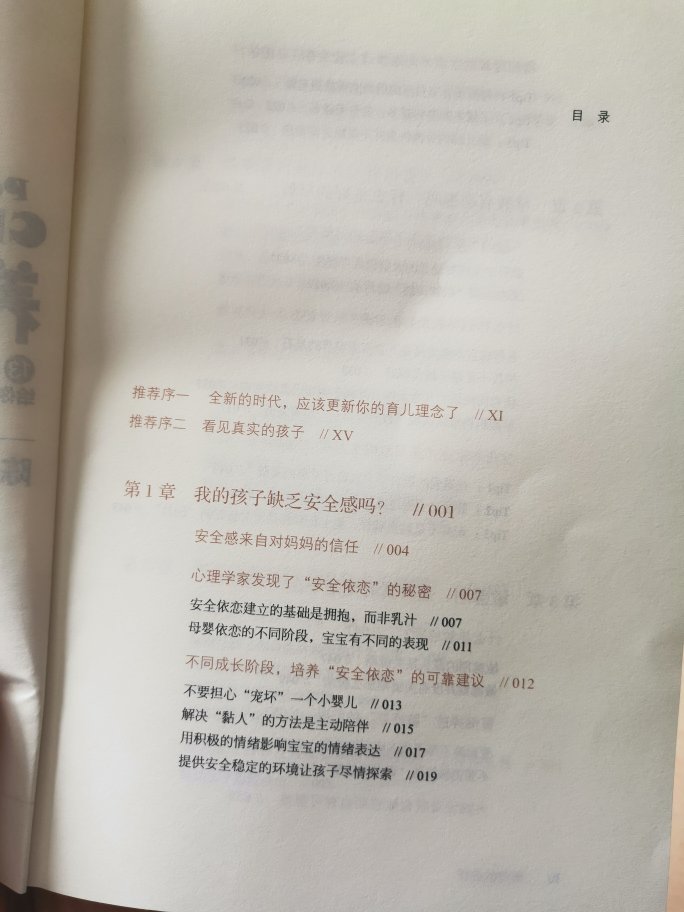 目 录
推荐序一 全新的时代，应该更新你的育儿理念了 // XI
推荐序二 看见真实的孩子 // XV
第 1 章 我的孩子缺乏安全感吗？ // 001
安全感来自对妈妈的信任 // 004
心理学家发现了“安全依恋”的秘密 // 007
安全依恋建立的基础是拥抱，而非乳汁 // 007
母婴依恋的不同阶段，宝宝有不同的表现 // 011
不同成长阶段，培养“安全依恋”的可靠建议 // 012
不要担心“宠坏”一个小婴儿 // 013
解决“黏人”的方法是主动陪伴 // 015
用积极的情绪影响宝宝的情绪表达 // 017
提供安全稳定的环境让孩子尽情探索 // 019